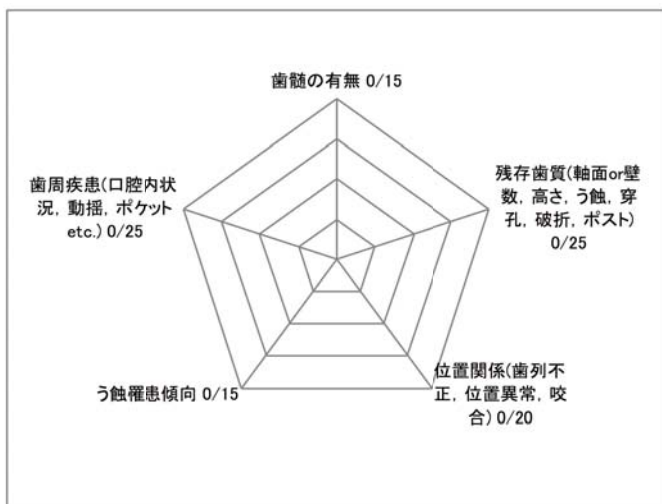 歯髄の有無 0/15
残存歯質(軸面or壁
数, 高さ, う蝕, 穿
孔, 破折, ポスト)
0/25
位置関係(歯列不
正, 位置異常, 咬
合) 0/20
う蝕罹患傾向 0/15
歯周疾患(口腔内状
況, 動揺, ポケット
etc.) 0/25